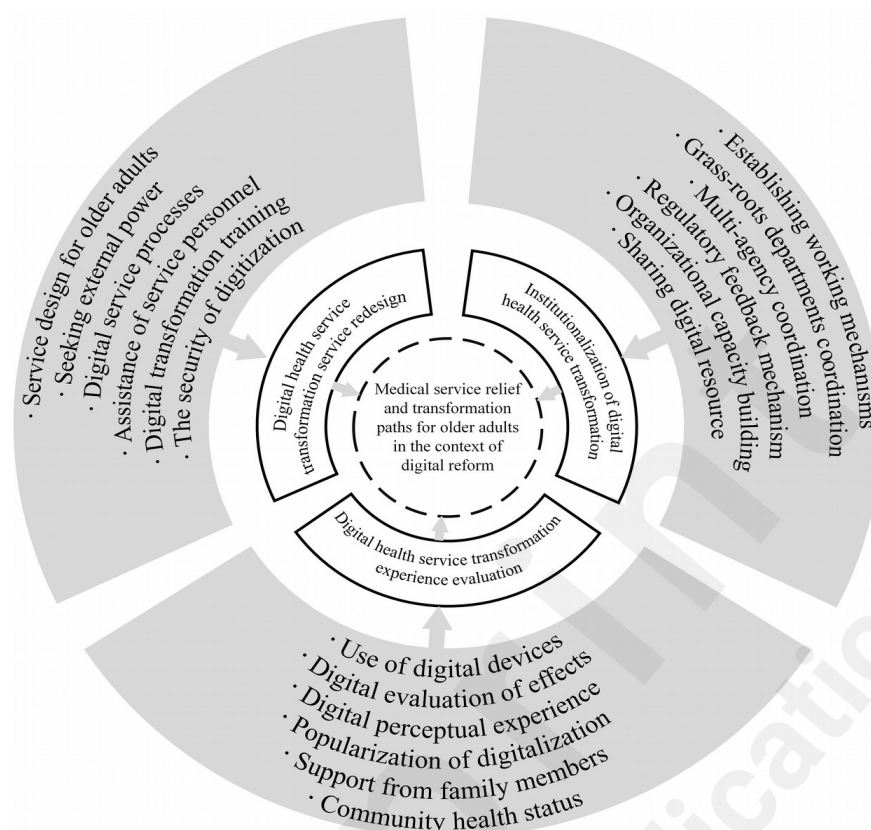 · Service design for older adults
· Seeking external power
· Digital service processes
· Assistance of service personnel
· Digital transformation training
· The security of digitization
· Establishing working mechanisms
· Grass-roots departments coordination
· Multi-agency coordination
· Regulatory feedback mechanism
· Organizational capacity building
· Sharing digital resource
Digital health service
transformation service redesign
Institutionalization of digital
health service transformation
Medical service relief
and transformation
paths for older adults
in the context of
digital reform
Digital health service transformation
experience evaluation
· Use of digital devices
· Digital evaluation of effects
· Digital perceptual experience
· Popularization of digitalization
· Support from family members
· Community health status